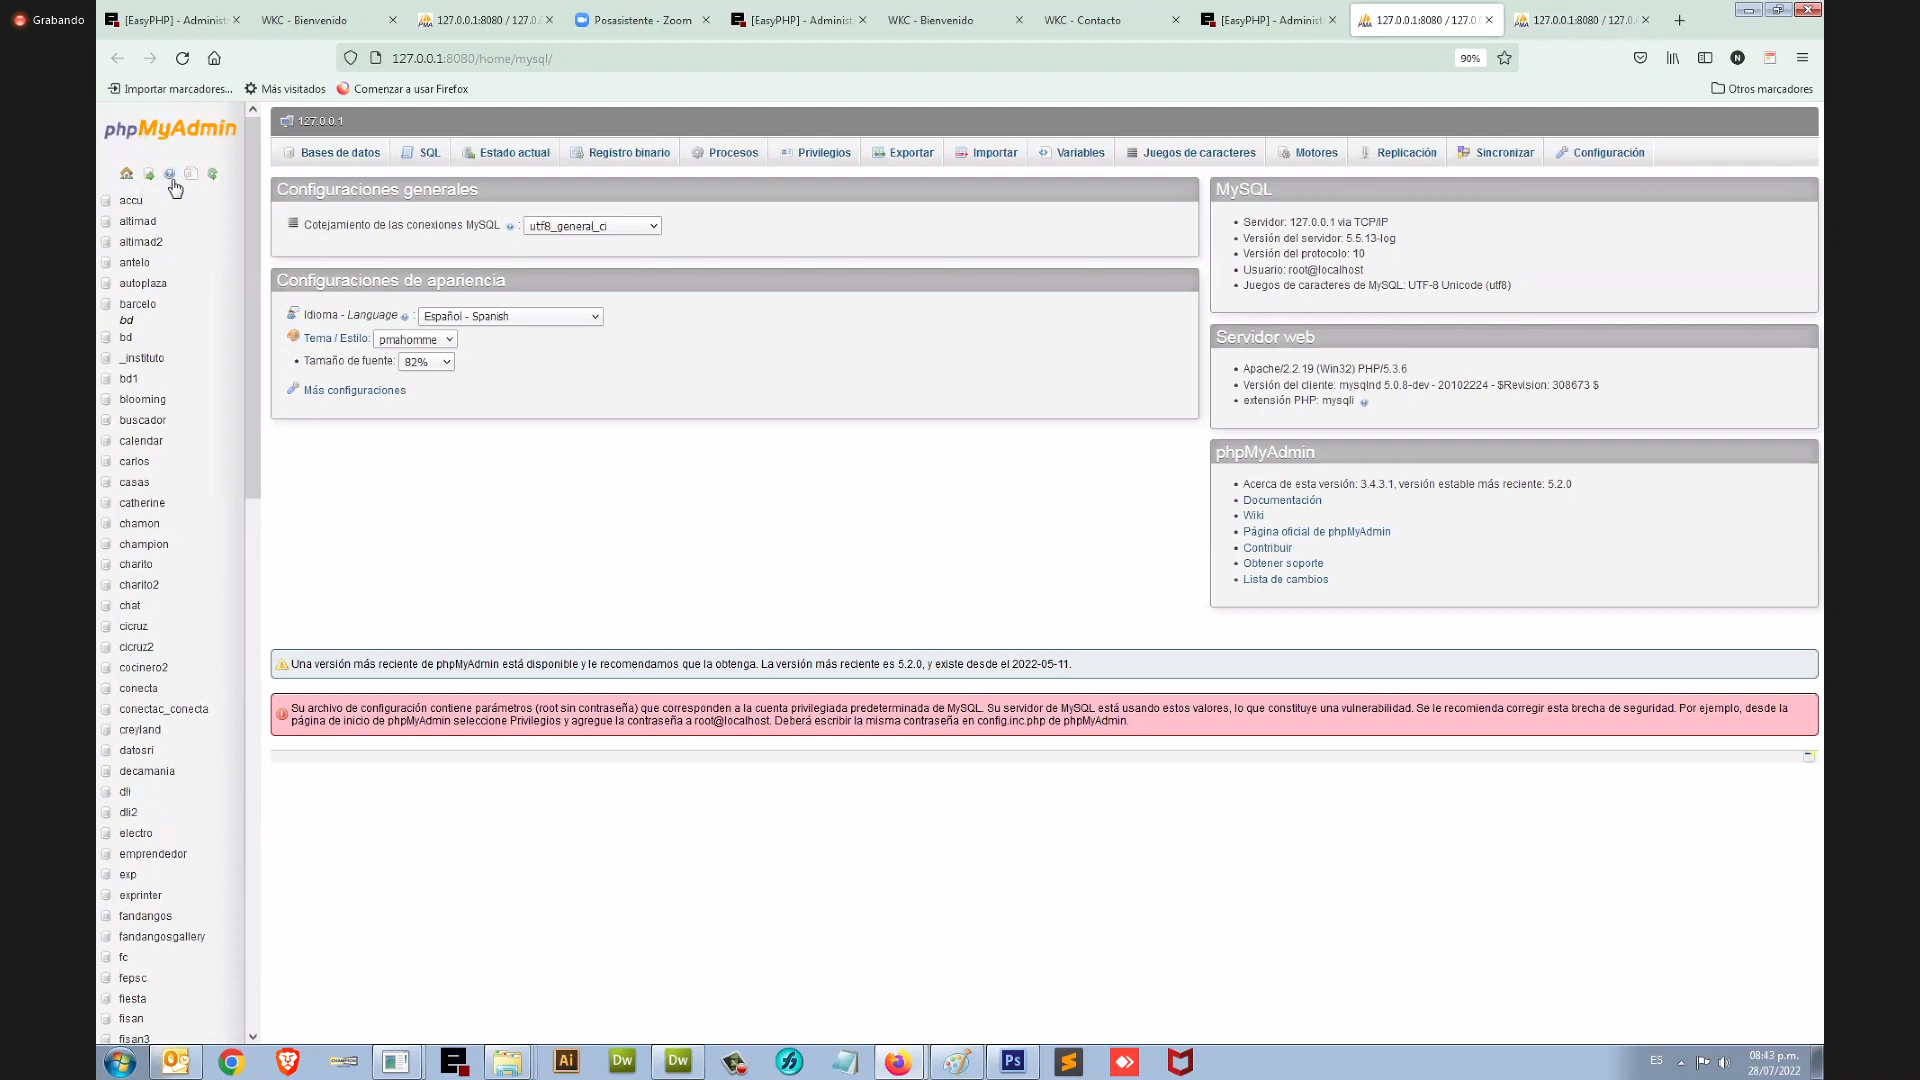 Grabando
[EasyPHP] - Administ
WKC - Bienvenido
127.0.0.1:8080 / 127.0.
Posasistente - Zoom
[EasyPHP] - Administ
WKC - Bienvenido
WKC - Contacto
[EasyPHP] - Administ
127.0.0.1:8080 / 127.0
127.0.0.1:8080 / 127.0.
127.0.0.1:8080/home/mysql/
90%
Importar marcadores...
Más visitados
Comenzar a usar Firefox
Otros marcadores
phpMyAdmin
accu
altimad
altimad2
antelo
autoplaza
barcelo
bd
bd
_instituto
bd1
blooming
buscador
calendar
carlos
casas
catherine
chamon
champion
charito
charito2
chat
cicruz
cicruz2
cocinero2
conecta
conectac_conecta
creyland
datosri
decamania
dli
dli2
electro
emprendedor
exp
exprinter
fandangos
fandangosgallery
fc
fepsc
fiesta
fisan
fisan3
127.0.0.1
Bases de datos
SQL
Estado actual
Registro binario
Procesos
Privilegios
Exportar
Importar
Variables
Juegos de caracteres
Motores
Replicación
Sincronizar
Configuración
Configuraciones generales
Cotejamiento de las conexiones MySQL : utf8_general_ci
Configuraciones de apariencia
Idioma - Language : Español - Spanish
Tema / Estilo: pmahomme
Tamaño de fuente: 82%
Más configuraciones
MySQL
Servidor: 127.0.0.1 via TCP/IP
Versión del servidor: 5.5.13-log
Versión del protocolo: 10
Usuario: root@localhost
Juegos de caracteres de MySQL: UTF-8 Unicode (utf8)
Servidor web
Apache/2.2.19 (Win32) PHP/5.3.6
Versión del cliente: mysqlnd 5.0.8-dev - 20102224 - $Revision: 308673 $
extensión PHP: mysqli
phpMyAdmin
Acerca de esta versión: 3.4.3.1, versión estable más reciente: 5.2.0
Documentación
Wiki
Página oficial de phpMyAdmin
Contribuir
Obtener soporte
Lista de cambios
Una versión más reciente de phpMyAdmin está disponible y le recomendamos que la obtenga. La versión más reciente es 5.2.0, y existe desde el 2022-05-11.
Su archivo de configuración contiene parámetros (root sin contraseña) que corresponden a la cuenta privilegiada predeterminada de MySQL. Su servidor de MySQL está usando estos valores, lo que constituye una vulnerabilidad. Se le recomienda corregir esta brecha de seguridad. Por ejemplo, desde la
página de inicio de phpMyAdmin seleccione Privilegios y agregue la contraseña a root@localhost. Deberá escribir la misma contraseña en config.inc.php de phpMyAdmin.
Ai
Dw
Dw
Ps
ES
08:43 p.m.
28/07/2022